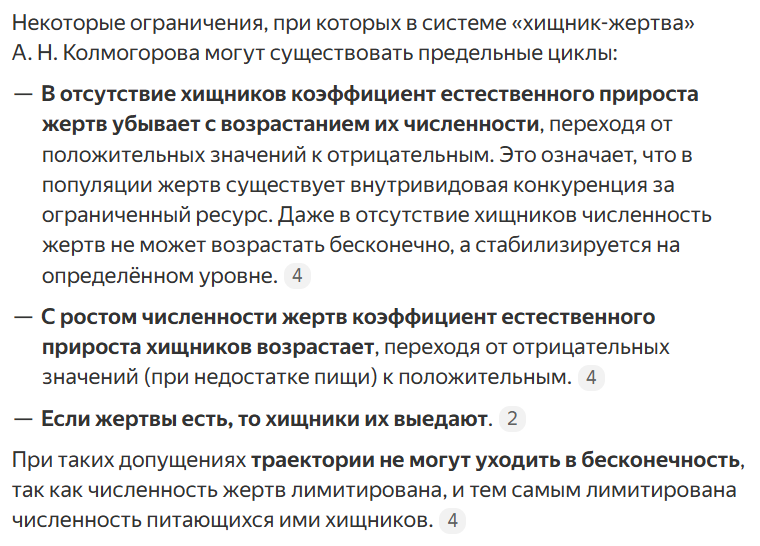 Некоторые ограничения, при которых в системе «хищник-жертва»
А. Н. Колмогорова могут существовать предельные циклы:
— В отсутствие хищников коэффициент естественного прироста
жертв убывает с возрастанием их численности, переходя от
положительных значений к отрицательным. Это означает, что в
популяции жертв существует внутривидовая конкуренция за
ограниченный ресурс. Даже в отсутствие хищников численность
жертв не может возрастать бесконечно, а стабилизируется на
определённом уровне. 4
— С ростом численности жертв коэффициент естественного
прироста хищников возрастает, переходя от отрицательных
значений (при недостатке пищи) к положительным. 4
— Если жертвы есть, то хищники их выедают. 2
При таких допущениях траектории не могут уходить в бесконечность,
так как численность жертв лимитирована, и тем самым лимитирована
численность питающихся ими хищников. 4